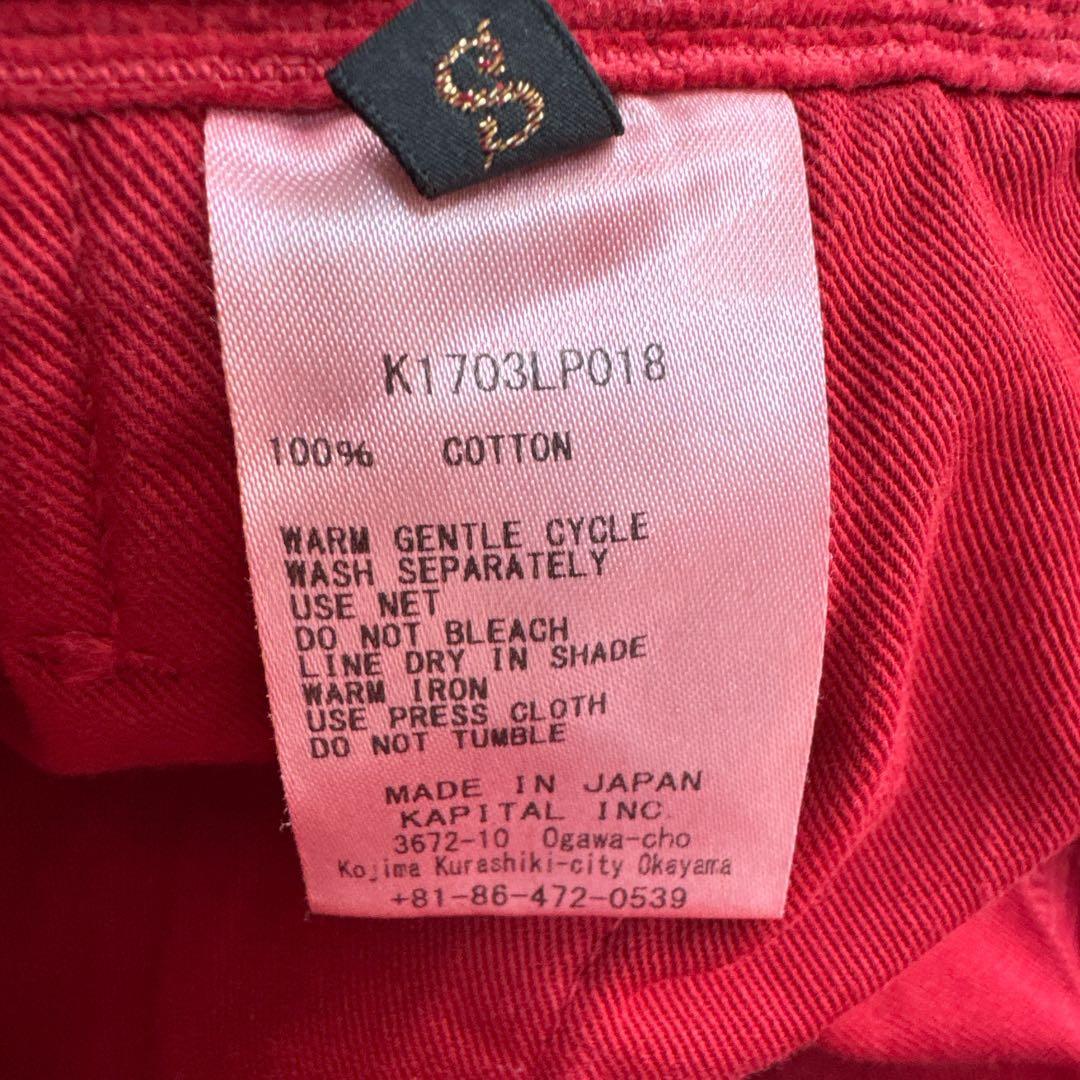 S
K1703LP018
100% COTTON
WARM GENTLE CYCLE
WASH SEPARATELY
USE NET
DO NOT BLEACH
LINE DRY IN SHADE
WARM IRON
USE PRESS CLOTH
DO NOT TUMBLE
MADE IN JAPAN
KAPITAL INC.
3672-10 Ogawa-cho
Kojima Kurashiki-city Okayama
+81-86-472-0539